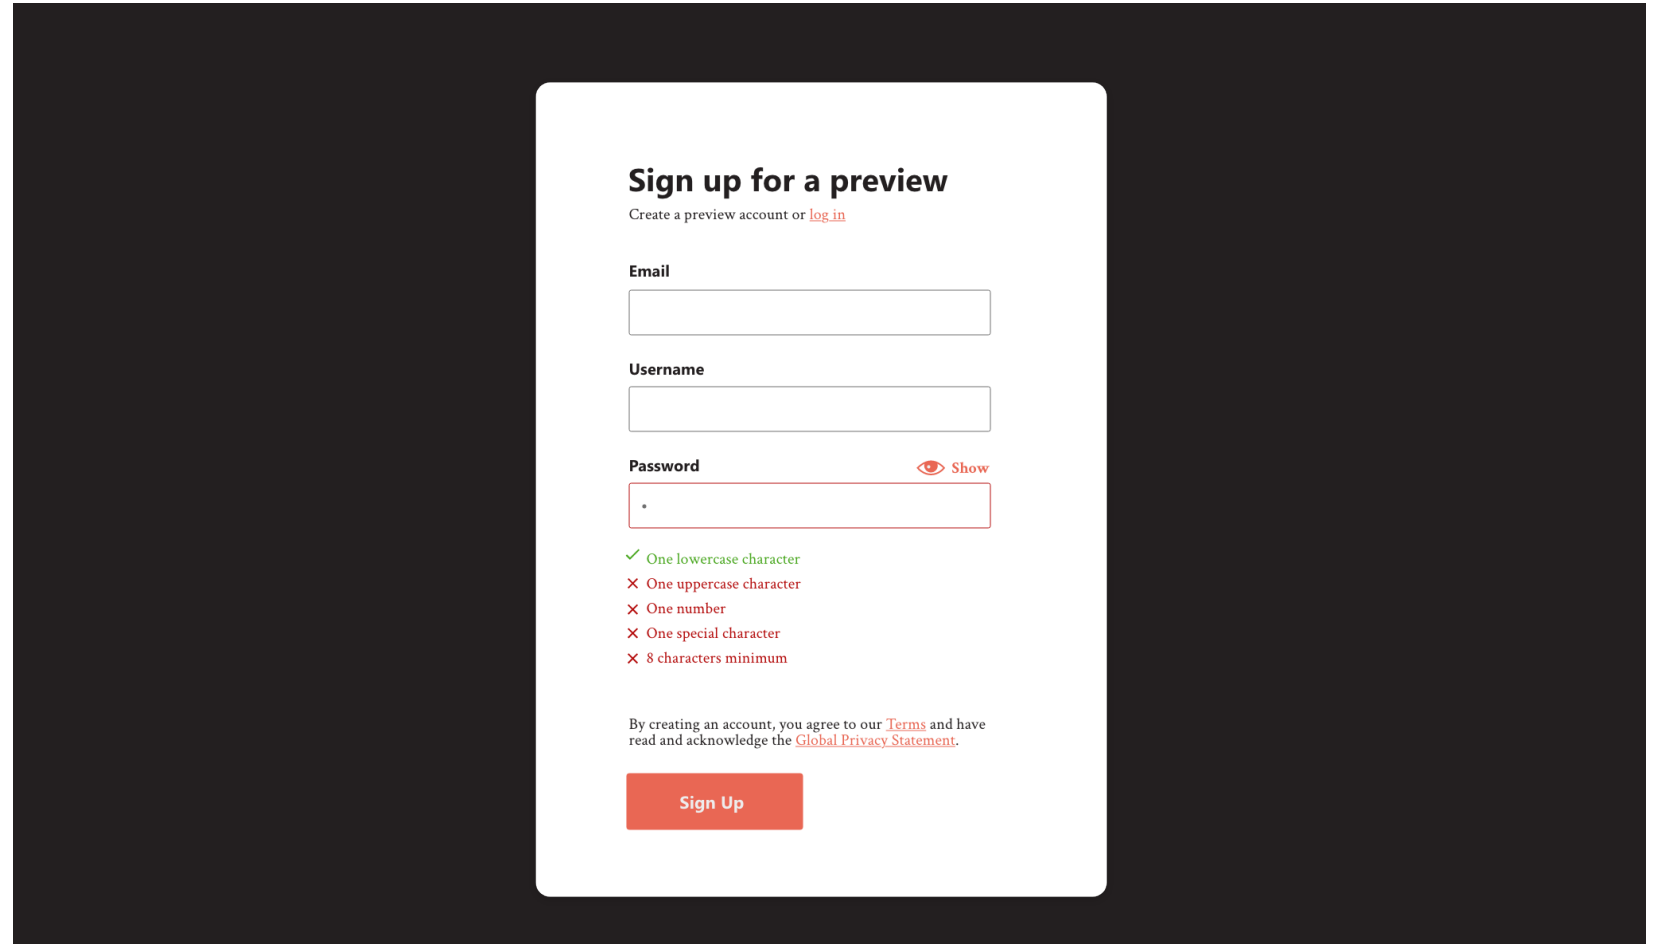 Sign up for a preview
Create a preview account or log in
Email
Username
Password
Show
One lowercase character
One uppercase character
One number
One special character
8 characters minimum
By creating an account, you agree to our Terms and have
read and acknowledge the Global Privacy Statement.
Sign Up